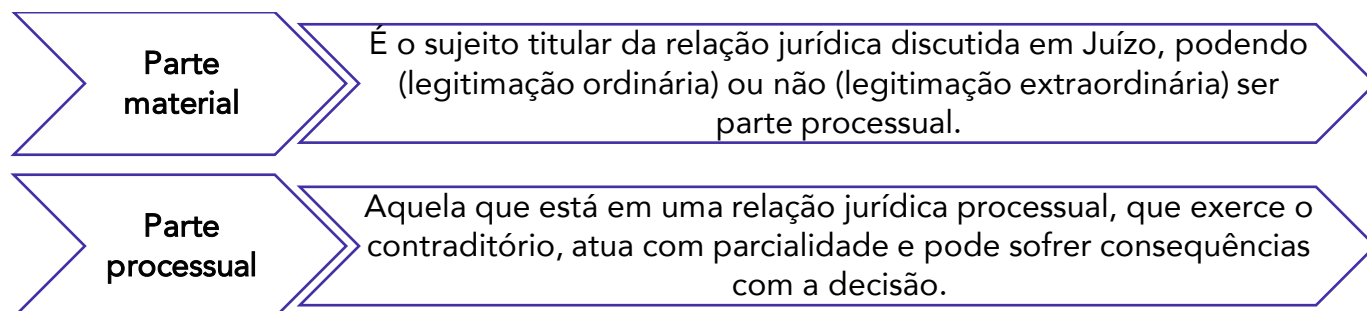 Parte
material
É o sujeito titular da relação jurídica discutida em Juízo, podendo
(legitimação ordinária) ou não (legitimação extraordinária) ser
parte processual.
Parte
processual
Aquela que está em uma relação jurídica processual, que exerce o
contraditório, atua com parcialidade e pode sofrer consequências
com a decisão.